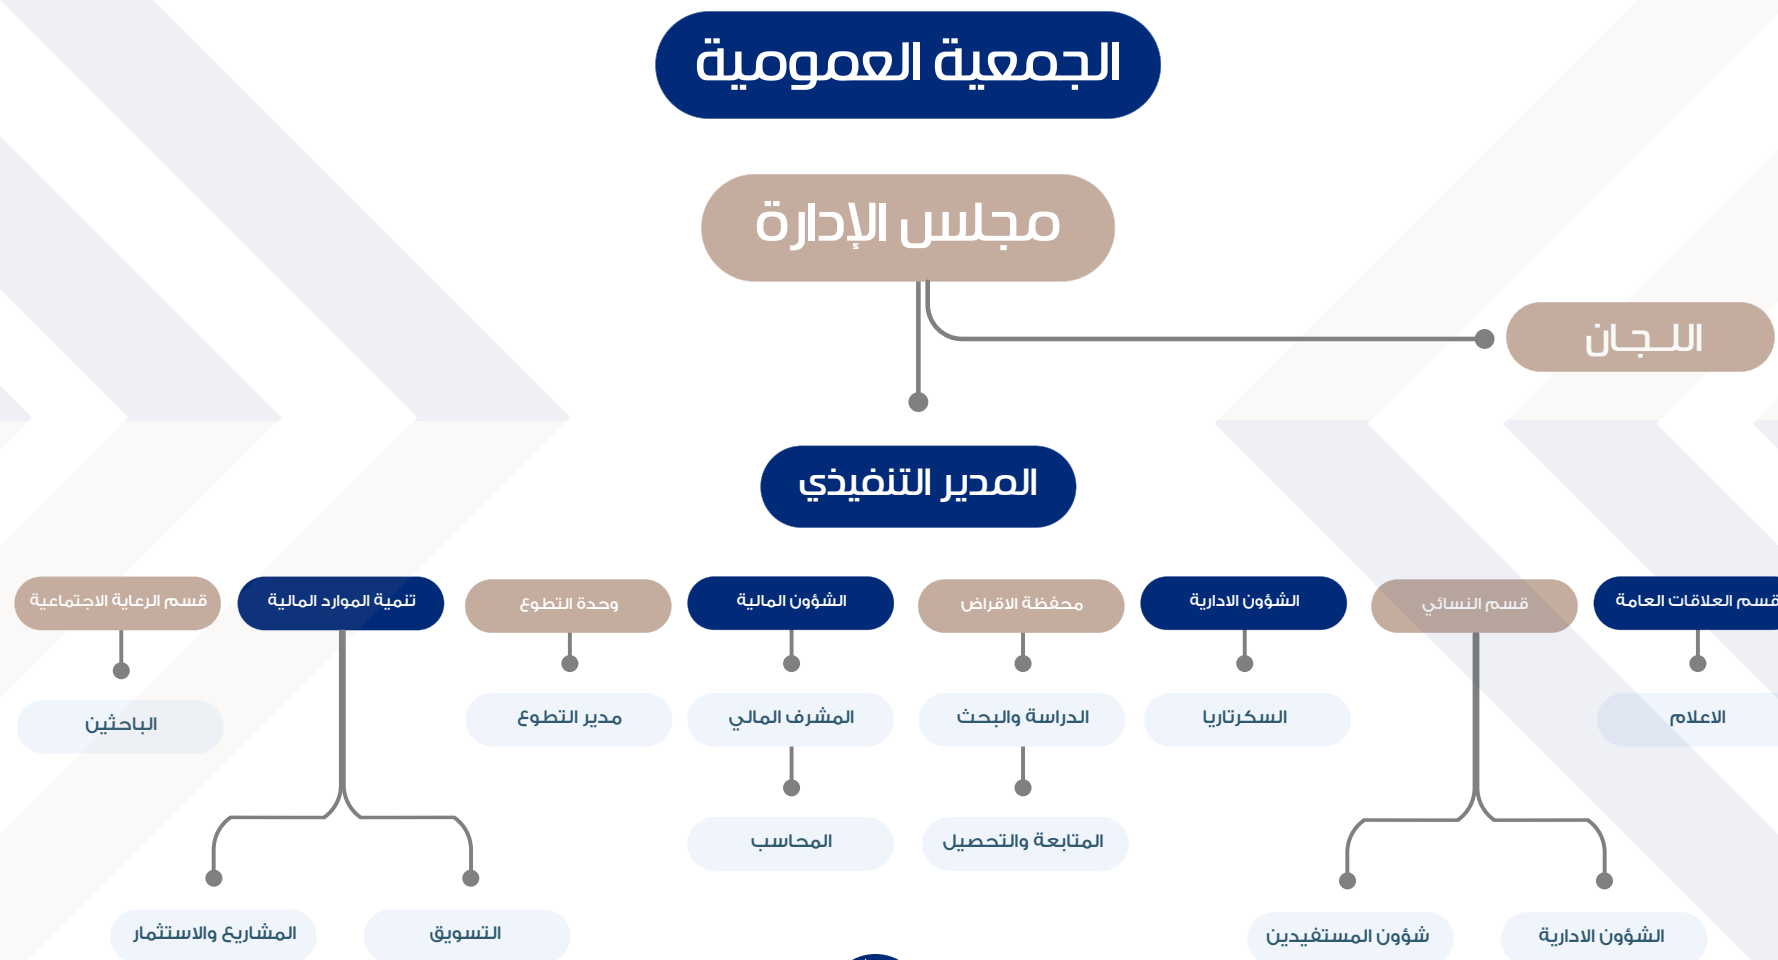 الجمعية العمومية
مجلس الإدارة
اللــجــان
المدير التنفيذي
قسم العلاقات العامة
قسم النسائي
الشؤون الادارية
محفظة الاقراض
الشؤون المالية
وحدة التطوع
تنمية الموارد المالية
قسم الرعاية الاجتماعية
الاعلام
السكرتاريا
الدراسة والبحث
المشرف المالي
مدير التطوع
الباحثين
المتابعة والتحصيل
المحاسب
الشؤون الادارية
شؤون المستفيدين
التسويق
المشاريع والاستثمار